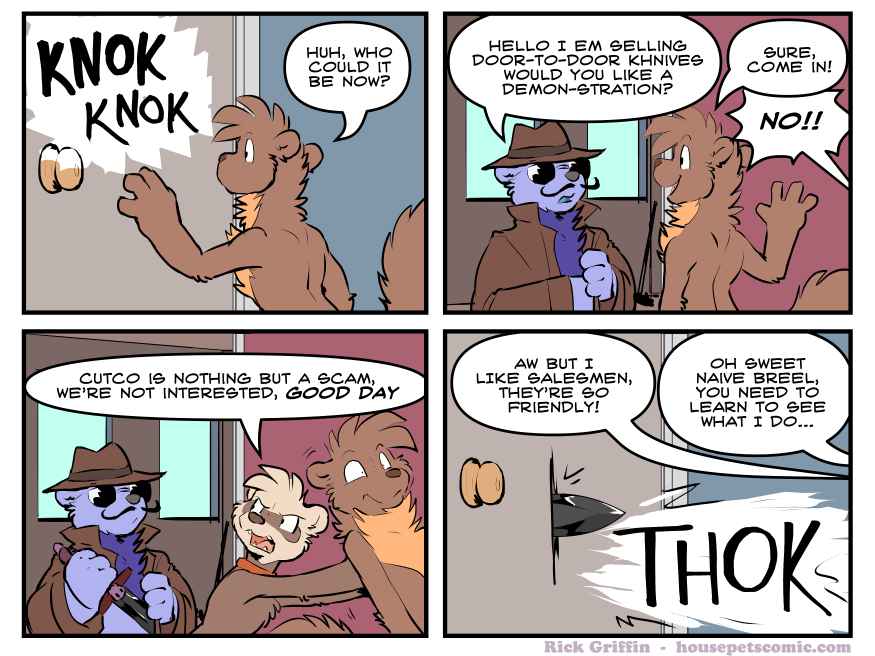 KNOK
KNOK
HUH, WHO
COULD IT
BE NOW?
HELLO I EM SELLING
DOOR-TO-DOOR KHNIVES
WOULD YOU LIKE A
DEMON-STRATION?
SURE,
COME IN!
NO!!
CUTCO IS NOTHING BUT A SCAM,
WE'RE NOT INTERESTED, GOOD DAY
AW BUT I
LIKE SALESMEN,
THEY'RE SO
FRIENDLY!
OH SWEET
NAIVE BREEL,
YOU NEED TO
LEARN TO SEE
WHAT I DO...
THOK
Rick Griffin - housepetscomic.com